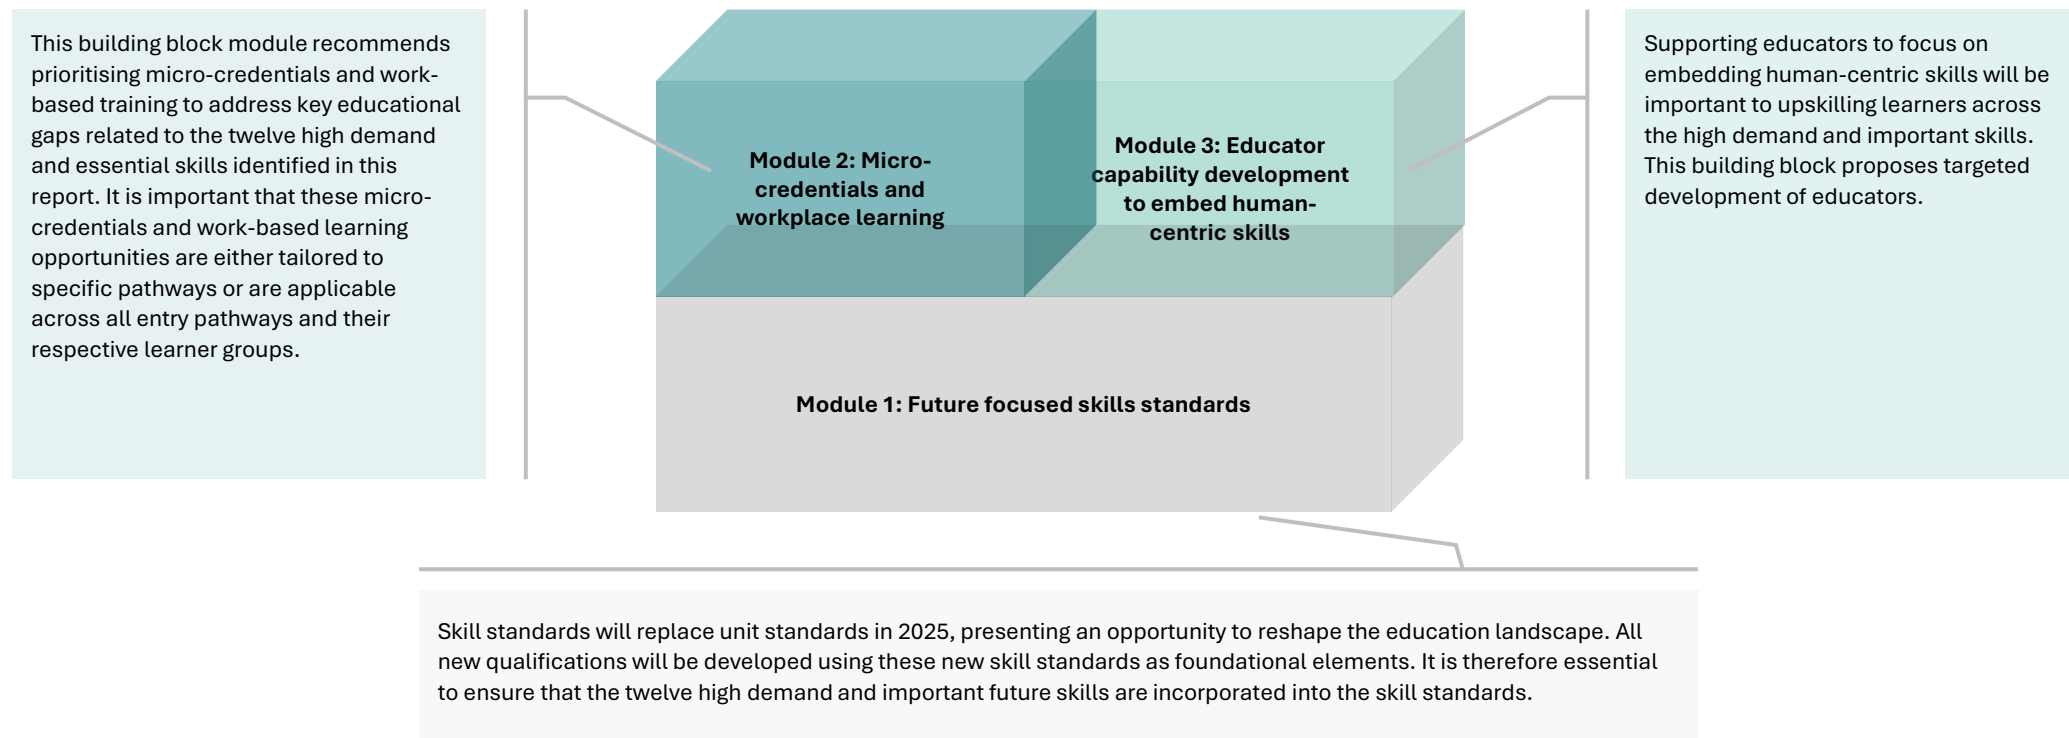 This building block module recommends
prioritising micro-credentials and work-
based training to address key educational
gaps related to the twelve high demand
and essential skills identified in this
report. It is important that these micro-
credentials and work-based learning
opportunities are either tailored to
specific pathways or are applicable
across all entry pathways and their
respective learner groups.
Module 2: Micro-
credentials and
workplace learning
Module 3: Educator
capability development
to embed human-
centric skills
Supporting educators to focus on
embedding human-centric skills will be
important to upskilling learners across
the high demand and important skills.
This building block proposes targeted
development of educators.
Module 1: Future focused skills standards
Skill standards will replace unit standards in 2025, presenting an opportunity to reshape the education landscape. All
new qualifications will be developed using these new skill standards as foundational elements. It is therefore essential
to ensure that the twelve high demand and important future skills are incorporated into the skill standards.